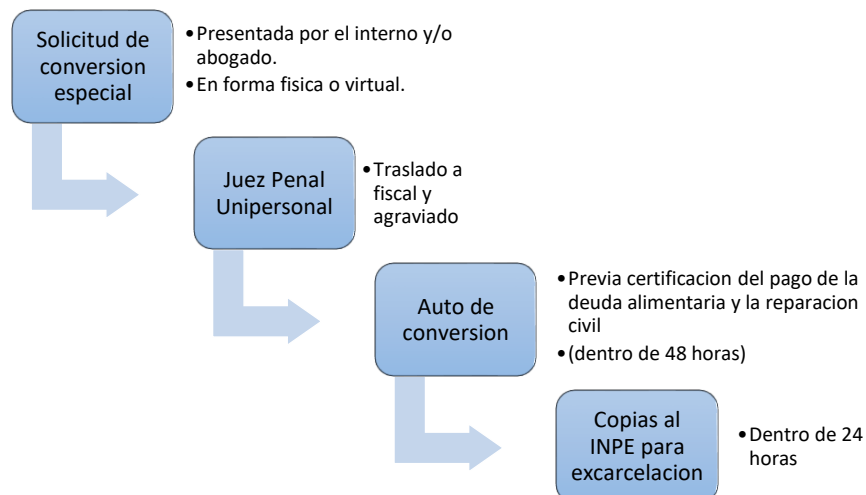 Solicitud de
conversion
especial
•Presentada por el interno y/o
abogado.
•En forma fisica o virtual.
Juez Penal
Unipersonal
•Traslado a
fiscal y
agraviado
Auto de
conversion
•Previa certificacion del pago de la
deuda alimentaria y la reparacion
civil
•(dentro de 48 horas)
Copias al
INPE para
excarcelacion
•Dentro de 24
horas